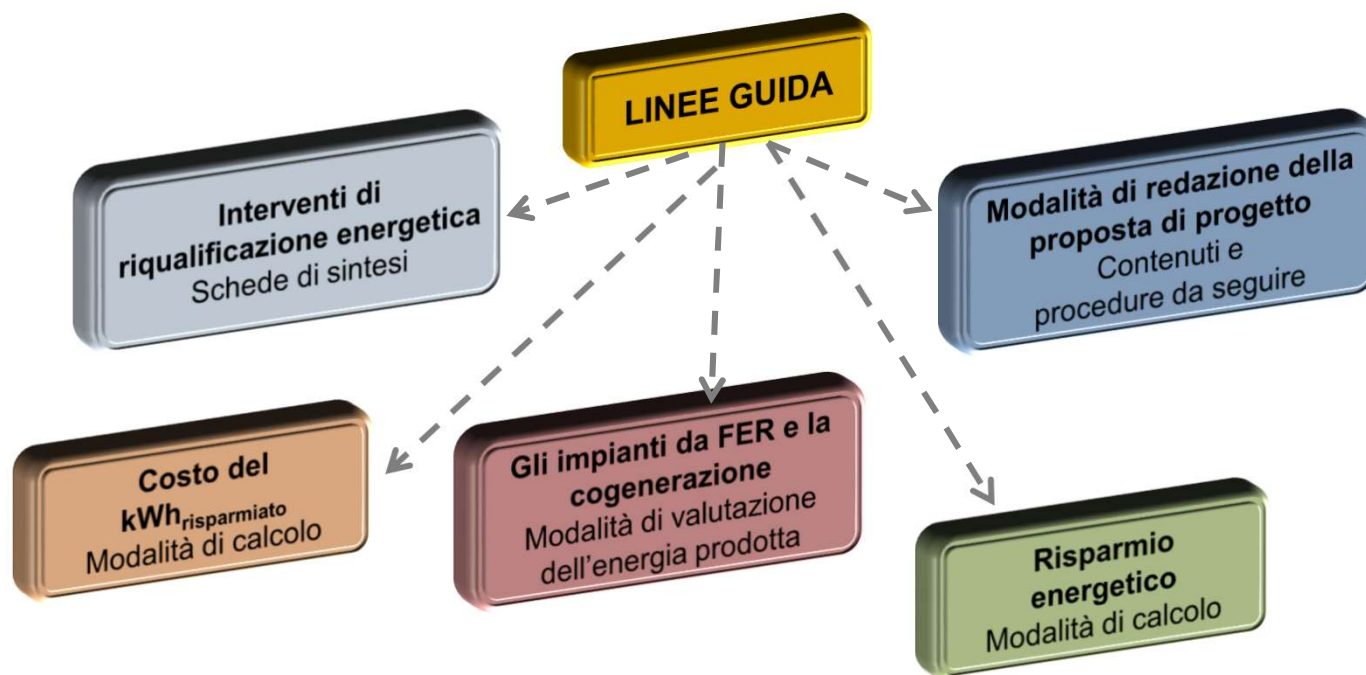 LINEE GUIDA
Interventi di
riqualificazione energetica
Schede di sintesi
Modalità di redazione della
proposta di progetto
Contenuti e
procedure da seguire
Costo del
kWhrisparmiato
Modalità di calcolo
Gli impianti da FER e la
cogenerazione
Modalità di valutazione
dell'energia prodotta
Risparmio
energetico
Modalità di calcolo